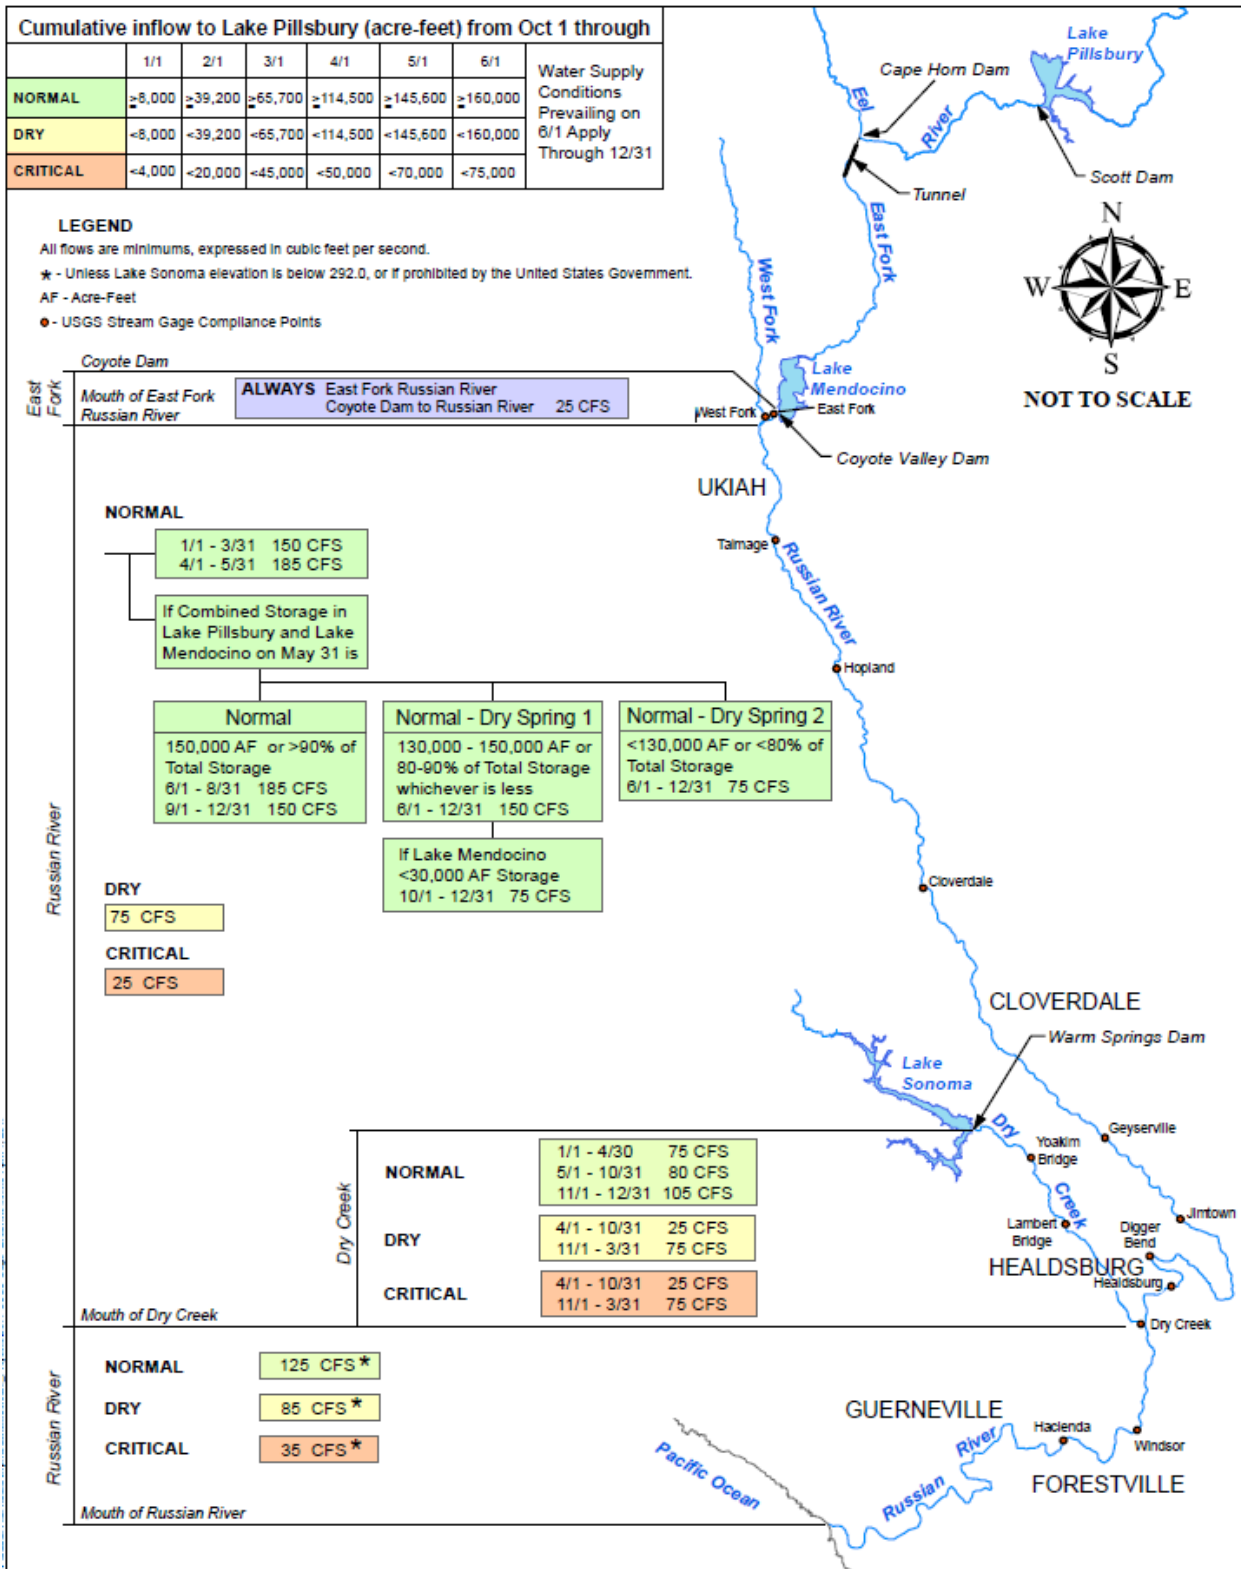 Cumulative inflow to Lake Pillsbury (acre-feet) from Oct 1 through
1/1 2/1 3/1 4/1 5/1 6/1
NORMAL ≥8,000 ≥39,200 ≥65,700 ≥114,500 ≥145,600 ≥160,000
DRY <8,000 <39,200 <65,700 <114,500 <145,600 <160,000
CRITICAL <4,000 <20,000 <45,000 <50,000 <70,000 <75,000
Water Supply
Conditions
Prevailing on
6/1 Apply
Through 12/31
Lake
Pillsbury
Cape Horn Dam
Eel
River
Scott Dam
Tunnel
East Fork
West Fork
N
W E
S
NOT TO SCALE
LEGEND
All flows are minimums, expressed in cubic feet per second.
* - Unless Lake Sonoma elevation is below 292.0, or if prohibited by the United States Government.
AF - Acre-Feet
- USGS Stream Gage Compliance Points
Coyote Dam
East
Fork
Mouth of East Fork
Russian River
ALWAYS East Fork Russian River
Coyote Dam to Russian River 25 CFS
Lake
Mendocino
West Fork
East Fork
Coyote Valley Dam
UKIAH
Talmage
Russian River
Hopland
Cloverdale
CLOVERDALE
Russian River
NORMAL
1/1 - 3/31 150 CFS
4/1 - 5/31 185 CFS
If Combined Storage in
Lake Pillsbury and Lake
Mendocino on May 31 is
Normal
150,000 AF or >90% of
Total Storage
6/1 - 8/31 185 CFS
9/1 - 12/31 150 CFS
Normal - Dry Spring 1
130,000 - 150,000 AF or
80-90% of Total Storage
whichever is less
6/1 - 12/31 150 CFS
If Lake Mendocino
<30,000 AF Storage
10/1 - 12/31 75 CFS
Normal - Dry Spring 2
<130,000 AF or <80% of
Total Storage
6/1 - 12/31 75 CFS
DRY
75 CFS
CRITICAL
25 CFS
Warm Springs Dam
Lake
Sonoma
Dry
Creek
Yoakim
Bridge
Geyserville
Lambert
Bridge
Jimtown
Digger
Bend
HEALDSBURG
Healdsburg
Dry Creek
Dry Creek
NORMAL
1/1 - 4/30 75 CFS
5/1 - 10/31 80 CFS
11/1 - 12/31 105 CFS
DRY
4/1 - 10/31 25 CFS
11/1 - 3/31 75 CFS
CRITICAL
4/1 - 10/31 25 CFS
11/1 - 3/31 75 CFS
Mouth of Dry Creek
Russian River
NORMAL 125 CFS*
DRY 85 CFS*
CRITICAL 35 CFS*
Mouth of Russian River
GUERNEVILLE
Hacienda
Windsor
FORESTVILLE
Russian
River
Pacific Ocean